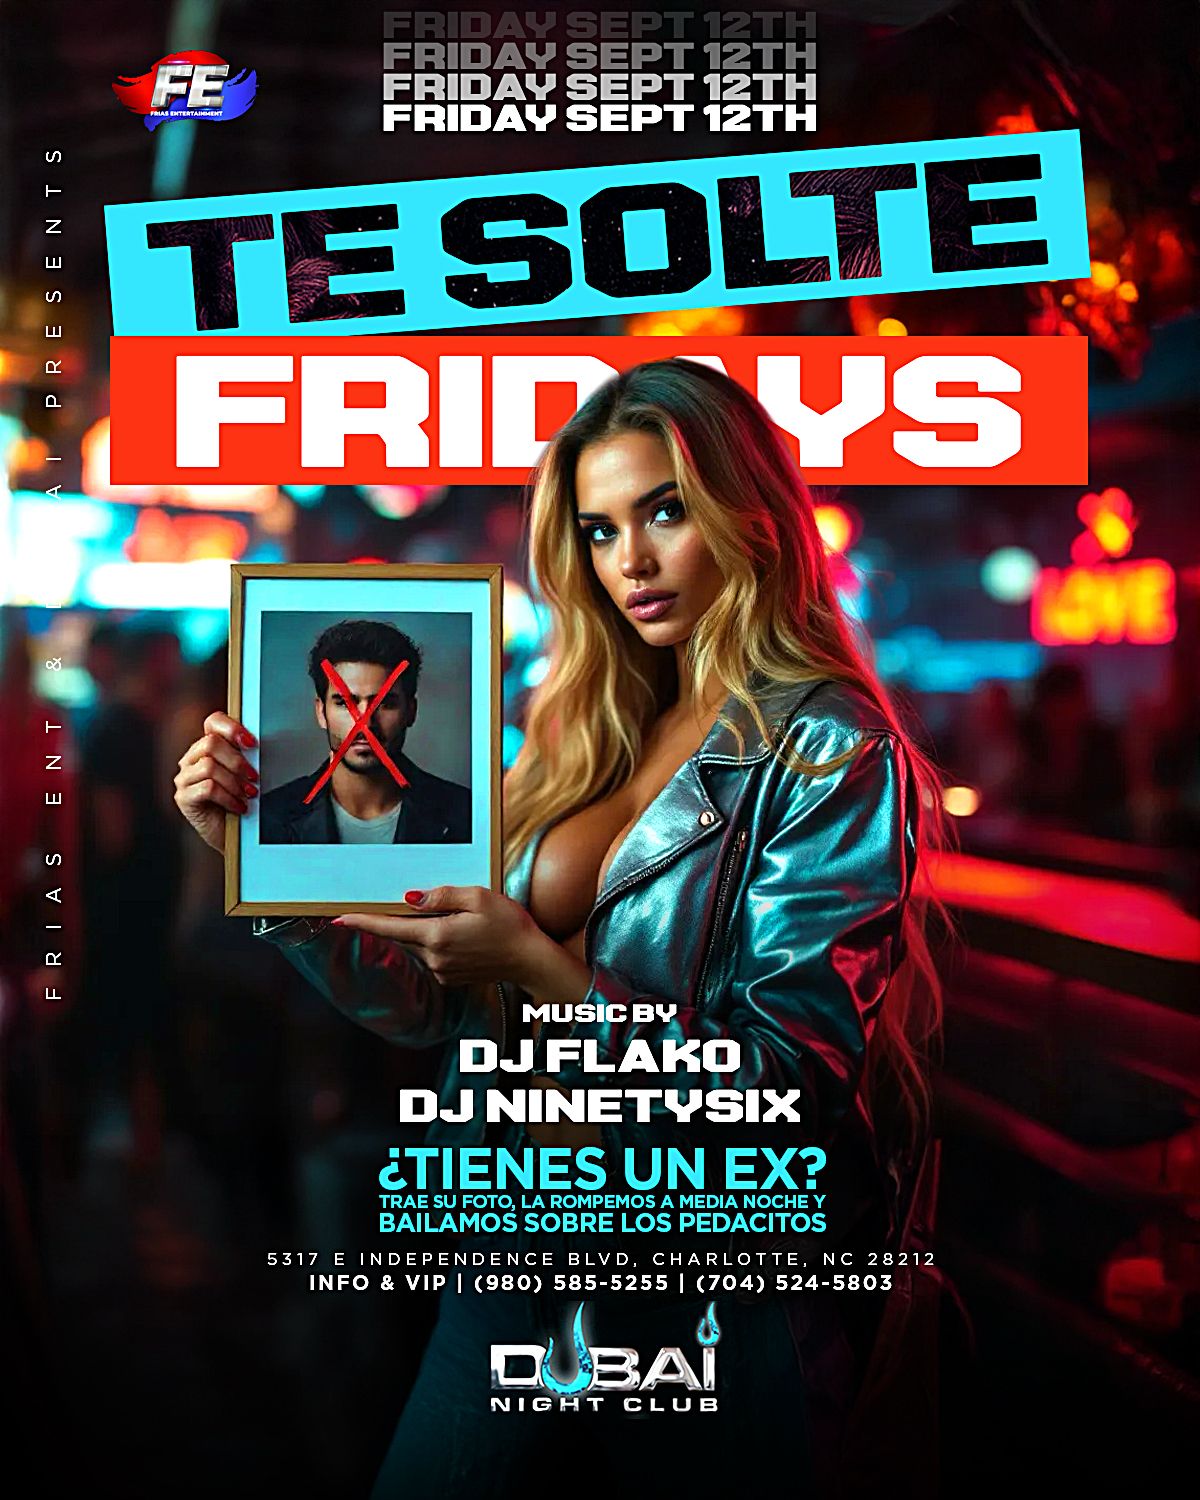 FRIDAY SEPT 12TH
FRIDAY SEPT 12TH
FRIDAY SEPT 12TH
FRIDAY SEPT 12TH
FE
FRIAS ENTERTAINMENT
TE SOLTE
FRIDAYS
FRIAS ENT & DUBAI PRESENTS
LOVE
MUSIC BY
DJ FLAKO
DJ NINETYSIX
¿TIENES UN EX?
TRAE SU FOTO, LA ROMPEMOS A MEDIA NOCHE Y
BAILAMOS SOBRE LOS PEDACITOS
5317 E INDEPENDENCE BLVD, CHARLOTTE, NC 28212
INFO & VIP | (980) 585-5255 | (704) 524-5803
DUBAI
NIGHT CLUB